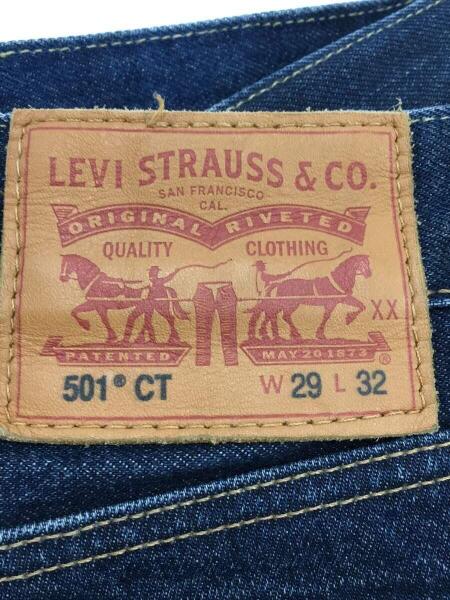 LEVI STRAUSS & CO.
SAN FRANCISCO
CAL.
ORIGINAL RIVETED
QUALITY CLOTHING
XX
PATENTED MAY 20 1873 ®
501® CT W 29 L 32